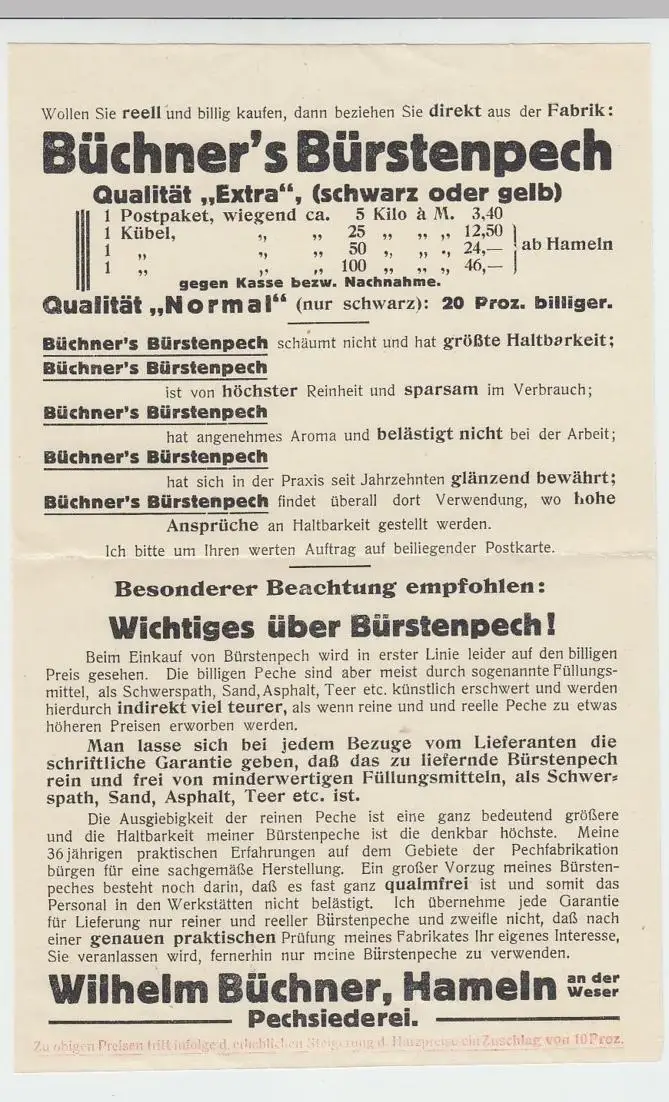 Wollen Sie reell und billig kaufen, dann beziehen Sie direkt aus der Fabrik:
Büchner's Bürstenpech
Qualität „Extra“, (schwarz oder gelb)
1 Postpaket, wiegend ca. 5 Kilo à M. 3,40
1 Kübel, „ „ 25 „ „ „ 12,50
1 „ „ „ 50 „ „ „ 24,— ab Hameln
1 „ „ „ 100 „ „ „ 46,—
gegen Kasse bezw. Nachnahme.
Qualität „Normal“ (nur schwarz): 20 Proz. billiger.
Büchner's Bürstenpech schäumt nicht und hat größte Haltbarkeit;
Büchner's Bürstenpech
ist von höchster Reinheit und sparsam im Verbrauch;
Büchner's Bürstenpech
hat angenehmes Aroma und belästigt nicht bei der Arbeit;
Büchner's Bürstenpech
hat sich in der Praxis seit Jahrzehnten glänzend bewährt;
Büchner's Bürstenpech findet überall dort Verwendung, wo hohe
Ansprüche an Haltbarkeit gestellt werden.
Ich bitte um Ihren werten Auftrag auf beiliegender Postkarte.
Besonderer Beachtung empfohlen:
Wichtiges über Bürstenpech!
Beim Einkauf von Bürstenpech wird in erster Linie leider auf den billigen
Preis gesehen. Die billigen Peche sind aber meist durch sogenannte Füllungs-
mittel, als Schwerspath, Sand, Asphalt, Teer etc. künstlich erschwert und werden
hierdurch indirekt viel teurer, als wenn reine und und reelle Peche zu etwas
höheren Preisen erworben werden.
Man lasse sich bei jedem Bezuge vom Lieferanten die
schriftliche Garantie geben, daß das zu liefernde Bürstenpech
rein und frei von minderwertigen Füllungsmitteln, als Schwer-
spath, Sand, Asphalt, Teer etc. ist.
Die Ausgiebigkeit der reinen Peche ist eine ganz bedeutend größere
und die Haltbarkeit meiner Bürstenpeche ist die denkbar höchste. Meine
36 jährigen praktischen Erfahrungen auf dem Gebiete der Pechfabrikation
bürgen für eine sachgemäße Herstellung. Ein großer Vorzug meines Bürsten-
peches besteht noch darin, daß es fast ganz qualmfrei ist und somit das
Personal in den Werkstätten nicht belästigt. Ich übernehme jede Garantie
für Lieferung nur reiner und reeller Bürstenpeche und zweifle nicht, daß nach
einer genauen praktischen Prüfung meines Fabrikates Ihr eigenes Interesse,
Sie veranlassen wird, fernerhin nur meine Bürstenpeche zu verwenden.
Wilhelm Büchner, Hameln an der Weser
Pechsiederei.
Zu obigen Preisen tritt infolge d. erheblichen Steigerung d. Harzpreise ein Zuschlag von 10 Proz.